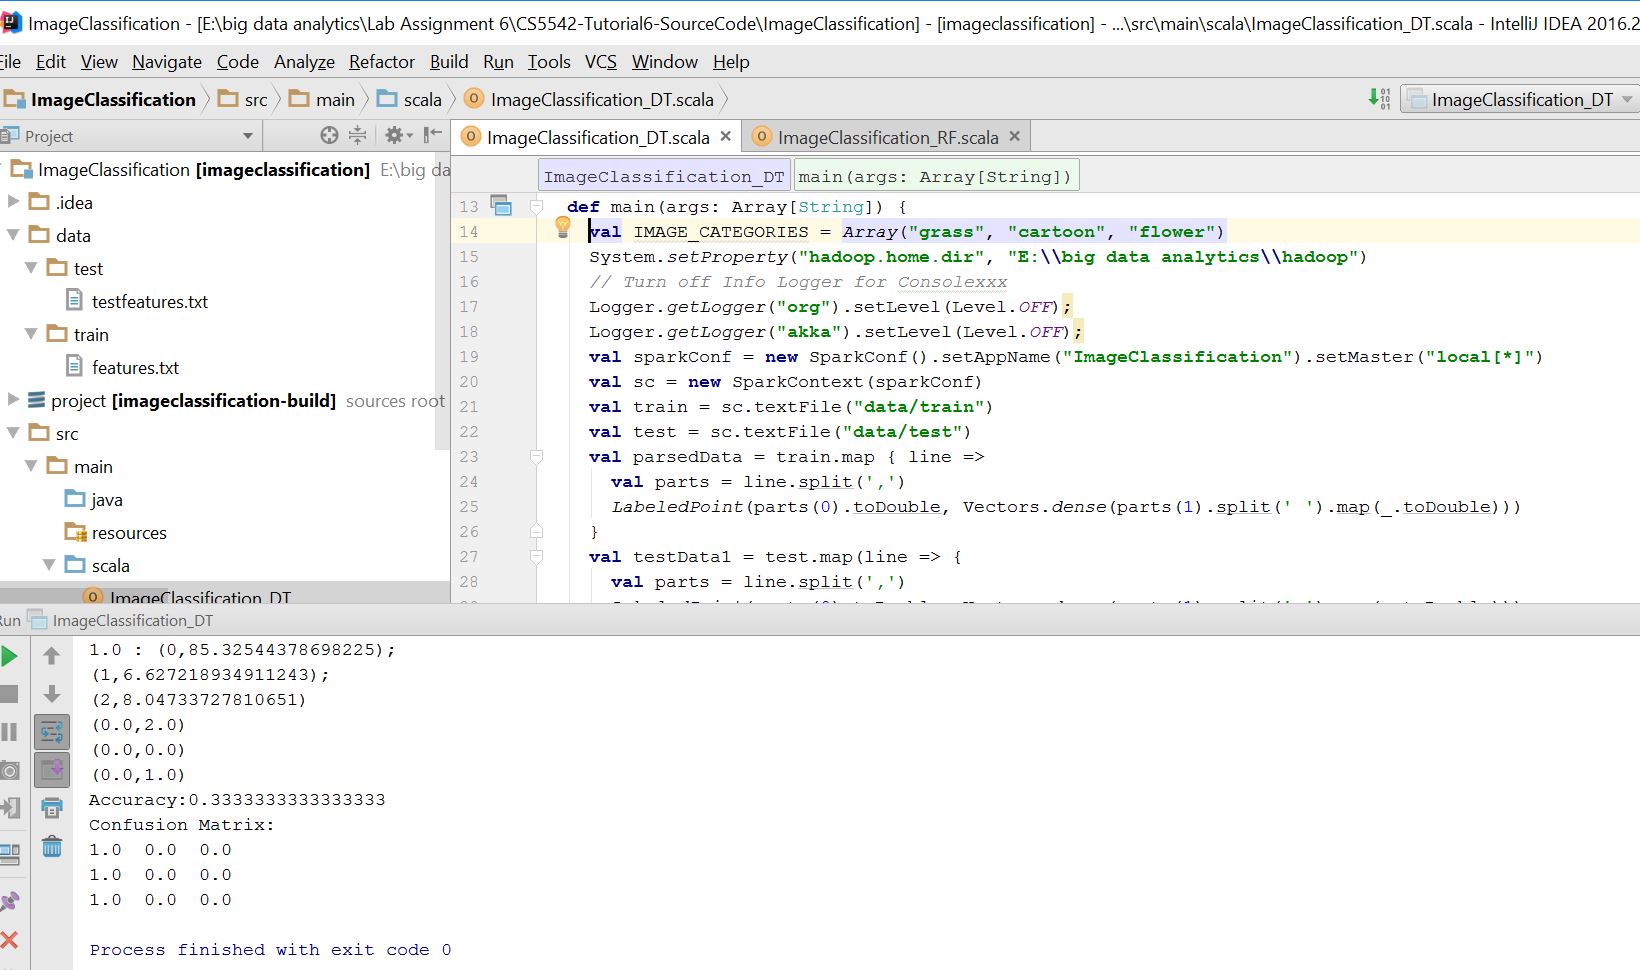 ImageClassification - [E:\big data analytics\Lab Assignment 6\CS5542-Tutorial6-SourceCode\ImageClassification] - [imageclassification] - ...\src\main\scala\ImageClassification_DT.scala - IntelliJ IDEA 2016.2
File Edit View Navigate Code Analyze Refactor Build Run Tools VCS Window Help
ImageClassification src main scala ImageClassification_DT.scala ImageClassification_DT
Project ImageClassification_DT.scala ImageClassification_RF.scala
ImageClassification [imageclassification] E:\big da
.idea
data
test
testfeatures.txt
train
features.txt
project [imageclassification-build] sources root
src
main
java
resources
scala
ImageClassification_DT
ImageClassification_DT main(args: Array[String])
13 def main(args: Array[String]) {
14 val IMAGE_CATEGORIES = Array("grass", "cartoon", "flower")
15 System.setProperty("hadoop.home.dir", "E:\\big data analytics\\hadoop")
16 // Turn off Info Logger for Consolexxx
17 Logger.getLogger("org").setLevel(Level.OFF);
18 Logger.getLogger("akka").setLevel(Level.OFF);
19 val sparkConf = new SparkConf().setAppName("ImageClassification").setMaster("local[*]")
20 val sc = new SparkContext(sparkConf)
21 val train = sc.textFile("data/train")
22 val test = sc.textFile("data/test")
23 val parsedData = train.map { line =>
24 val parts = line.split(',')
25 LabeledPoint(parts(0).toDouble, Vectors.dense(parts(1).split(' ').map(_.toDouble)))
26 }
27 val testData1 = test.map(line => {
28 val parts = line.split(',')
Run ImageClassification_DT
1.0 : (0,85.32544378698225);
(1,6.627218934911243);
(2,8.04733727810651)
(0.0,2.0)
(0.0,0.0)
(0.0,1.0)
Accuracy:0.3333333333333333
Confusion Matrix:
1.0 0.0 0.0
1.0 0.0 0.0
1.0 0.0 0.0
Process finished with exit code 0